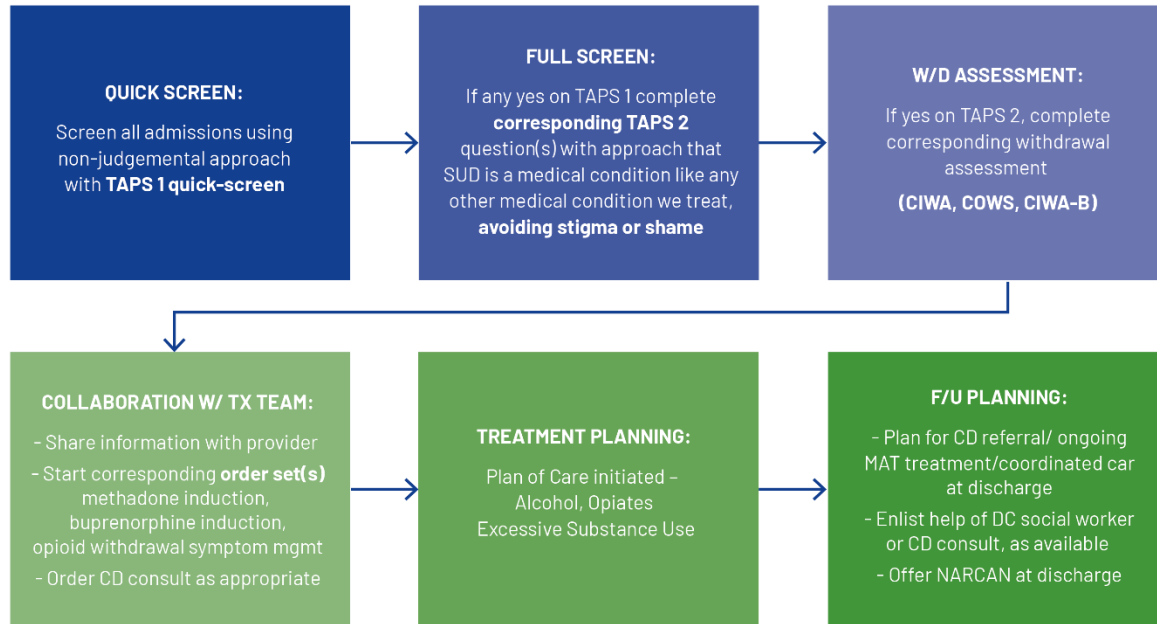 QUICK SCREEN:
Screen all admissions using
non-judgemental approach
with TAPS 1 quick-screen
FULL SCREEN:
If any yes on TAPS 1 complete
corresponding TAPS 2
question(s) with approach that
SUD is a medical condition like any
other medical condition we treat,
avoiding stigma or shame
W/D ASSESSMENT:
If yes on TAPS 2, complete
corresponding withdrawal
assessment
(CIWA, COWS, CIWA-B)
COLLABORATION W/ TX TEAM:
- Share information with provider
- Start corresponding order set(s)
methadone induction,
buprenorphine induction,
opioid withdrawal symptom mgmt
- Order CD consult as appropriate
TREATMENT PLANNING:
Plan of Care initiated –
Alcohol, Opiates
Excessive Substance Use
F/U PLANNING:
- Plan for CD referral/ ongoing
MAT treatment/coordinated car
at discharge
- Enlist help of DC social worker
or CD consult, as available
- Offer NARCAN at discharge